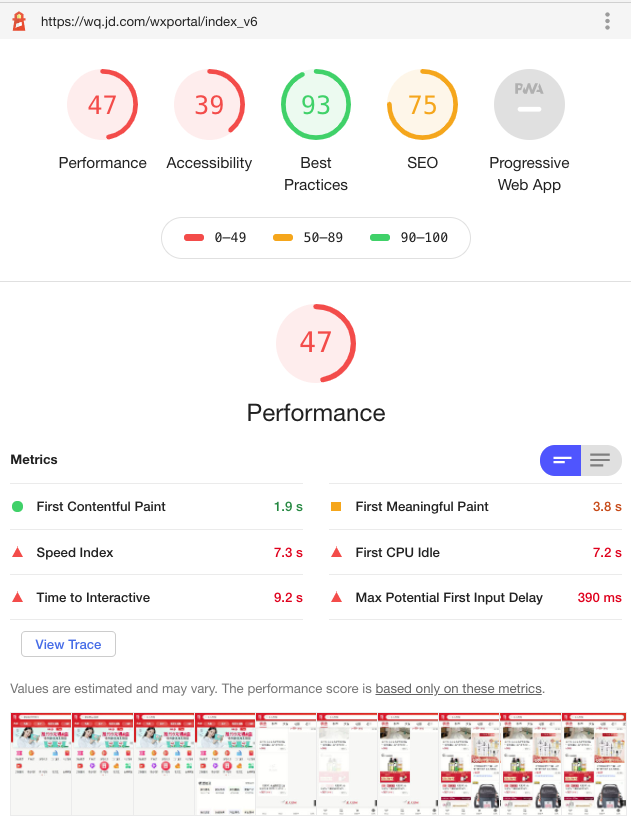 https://wq.jd.com/wxportal/index_v6
47
39
93
75
PWA
Performance
Accessibility
Best
Practices
SEO
Progressive
Web App
0–49
50–89
90–100
47
Performance
Metrics
First Contentful Paint
1.9 s
First Meaningful Paint
3.8 s
Speed Index
7.3 s
First CPU Idle
7.2 s
Time to Interactive
9.2 s
Max Potential First Input Delay
390 ms
View Trace
Values are estimated and may vary. The performance score is based only on these metrics.